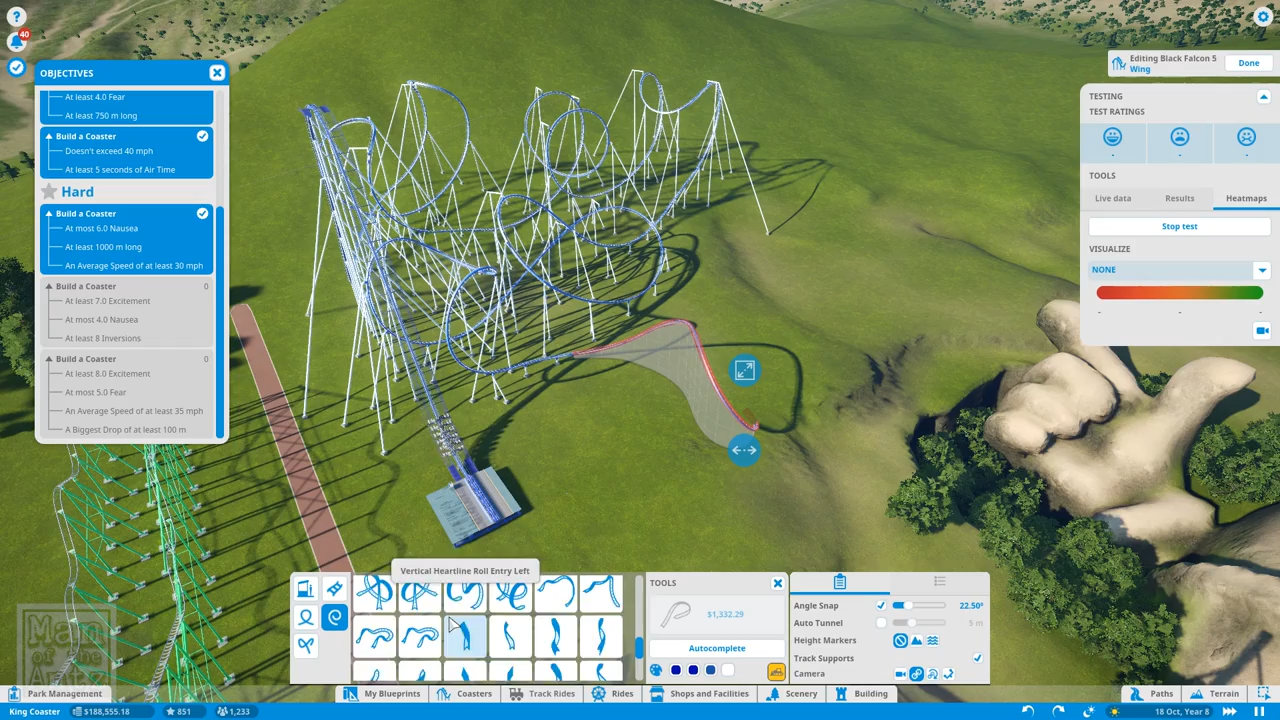 ?
40
OBJECTIVES
At least 4.0 Fear
At least 750 m long
Build a Coaster
Doesn't exceed 40 mph
At least 5 seconds of Air Time
Hard
Build a Coaster
At most 6.0 Nausea
At least 1000 m long
An Average Speed of at least 30 mph
Build a Coaster 0
At least 7.0 Excitement
At most 4.0 Nausea
At least 8 Inversions
Build a Coaster 0
At least 8.0 Excitement
At most 5.0 Fear
An Average Speed of at least 35 mph
A Biggest Drop of at least 100 m
Editing Black Falcon 5
Wing
Done
TESTING
TEST RATINGS
- - -
TOOLS
Live data Results Heatmaps
Stop test
VISUALIZE
NONE
- - -
Vertical Heartline Roll Entry Left
TOOLS
$1,332.29
Autocomplete
Angle Snap 22.50°
Auto Tunnel 5 m
Height Markers
Track Supports
Camera
Man
of the
Park Management
My Blueprints
Coasters
Track Rides
Rides
Shops and Facilities
Scenery
Building
Paths
Terrain
King Coaster
$188,555.18
851
1,233
18 Oct, Year 8